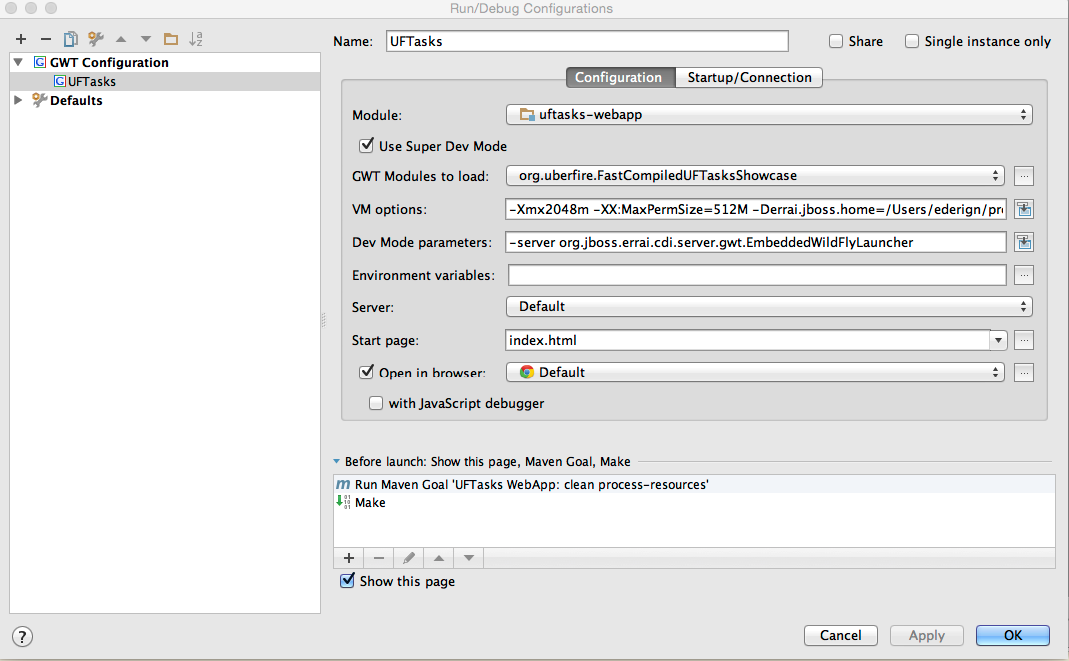 Run/Debug Configurations
Name: UFTasks Share Single instance only
GWT Configuration
UFTasks
Defaults
Configuration Startup/Connection
Module: uftasks-webapp
Use Super Dev Mode
GWT Modules to load: org.uberfire.FastCompiledUFTasksShowcase ...
VM options: -Xmx2048m -XX:MaxPermSize=512M -Derrai.jboss.home=/Users/ederign/pr
Dev Mode parameters: -server org.jboss.errai.cdi.server.gwt.EmbeddedWildFlyLauncher
Environment variables: ...
Server: Default
Start page: index.html ...
Open in browser: Default ...
with JavaScript debugger
Before launch: Show this page, Maven Goal, Make
Run Maven Goal 'UFTasks WebApp: clean process-resources'
Make
Show this page
? Cancel Apply OK